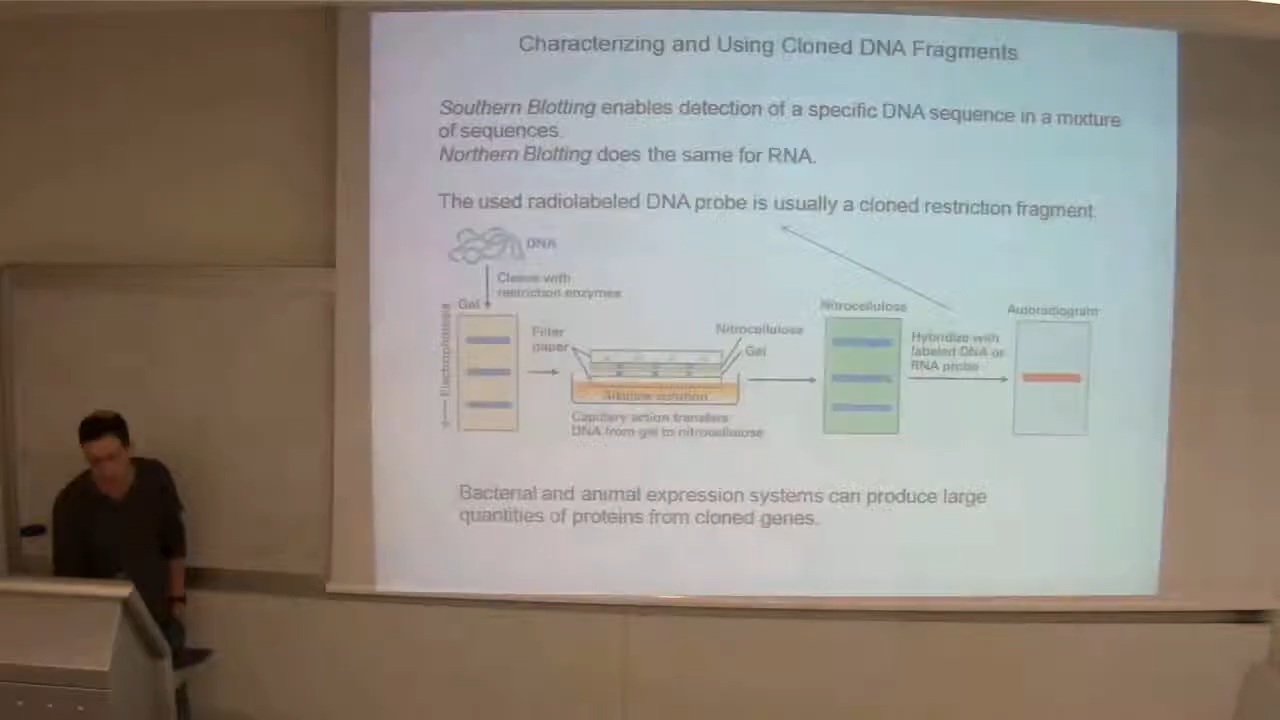 Characterizing and Using Cloned DNA Fragments
Southern Blotting enables detection of a specific DNA sequence in a mixture
of sequences.
Northern Blotting does the same for RNA.
The used radiolabeled DNA probe is usually a cloned restriction fragment.
DNA
Cleave with
restriction enzymes
Gel
Electrophoresis
Filter
paper
Nitrocellulose
Gel
Alkaline solution
Capillary action transfers
DNA from gel to nitrocellulose
Nitrocellulose
Hybridize with
labeled DNA or
RNA probe
Autoradiogram
Bacterial and animal expression systems can produce large
quantities of proteins from cloned genes.